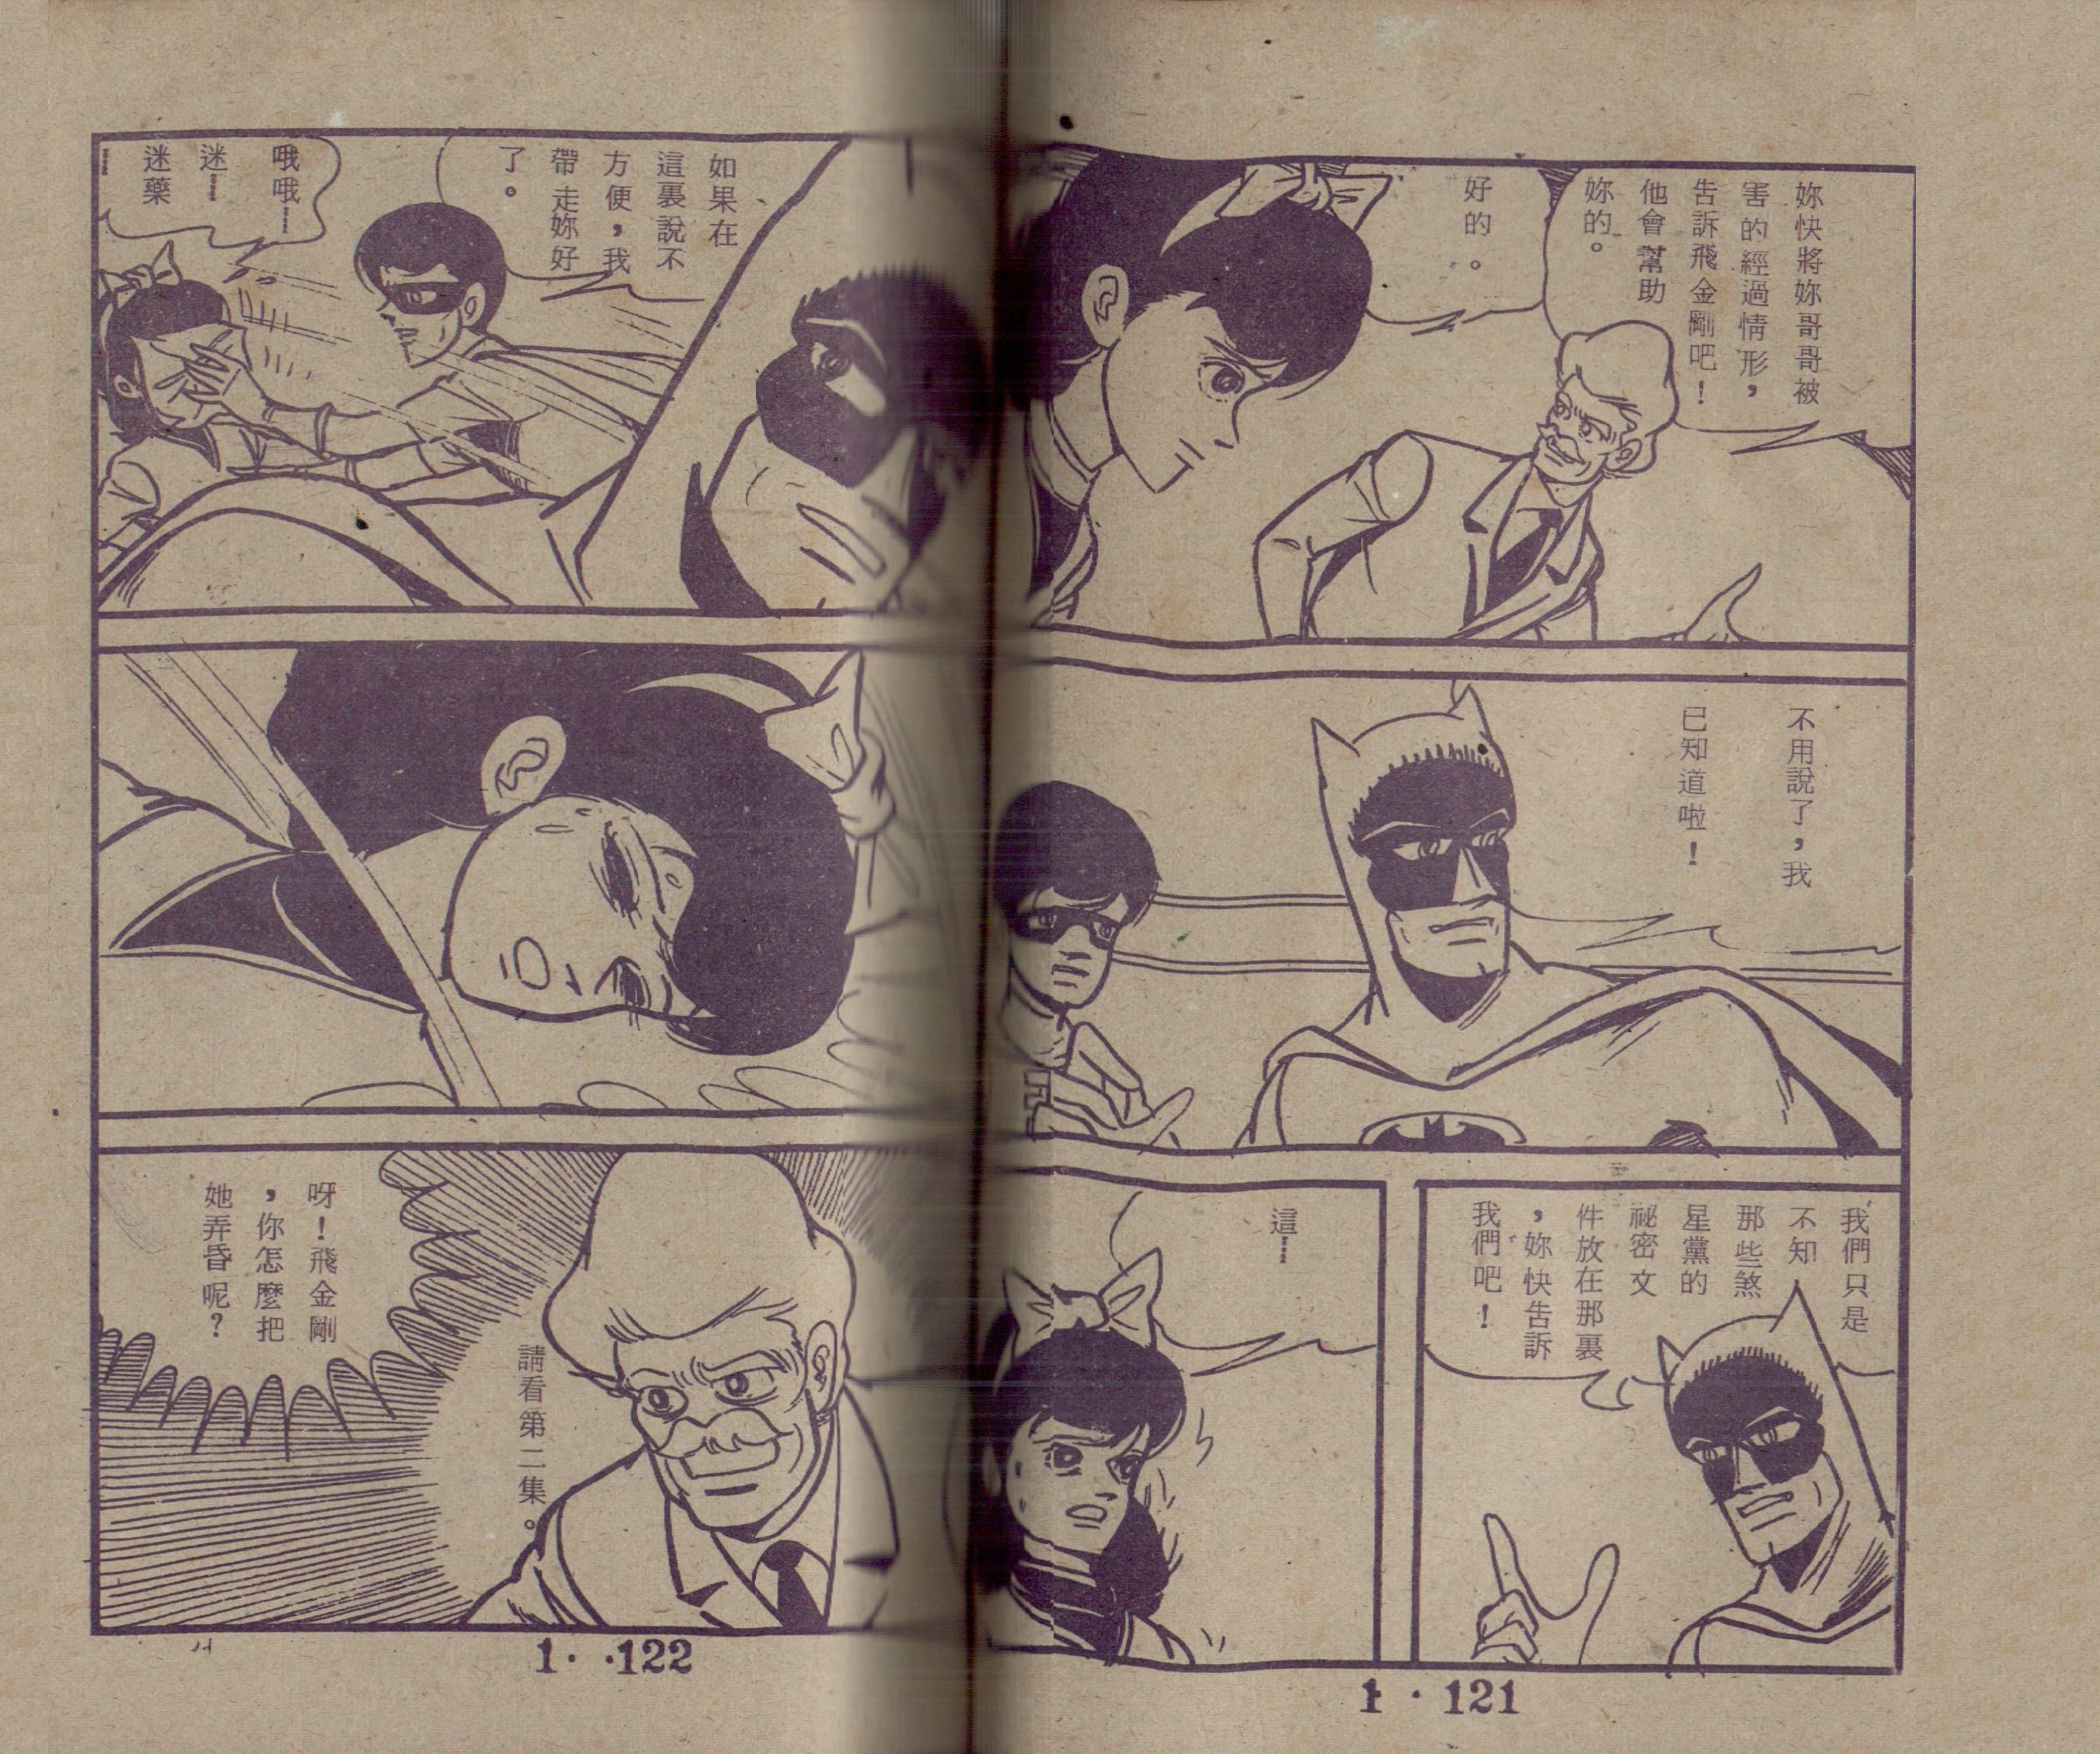 妳快將妳哥哥被
害的經過情形，
告訴飛金剛吧！
他會幫助
妳的。
好的。
不用說了，我
已知道啦！
我們只是
不知
那些煞
星黨的
祕密文
件放在那裏
，妳快告訴
我們吧！
這┅
1·121
如果在
這裏說不
方便，我
帶走妳好
了。
哦哦┅
迷┅
迷藥
┅
呀！飛金剛
，你怎麼把
她弄昏呢？
請看第二集。
1··122